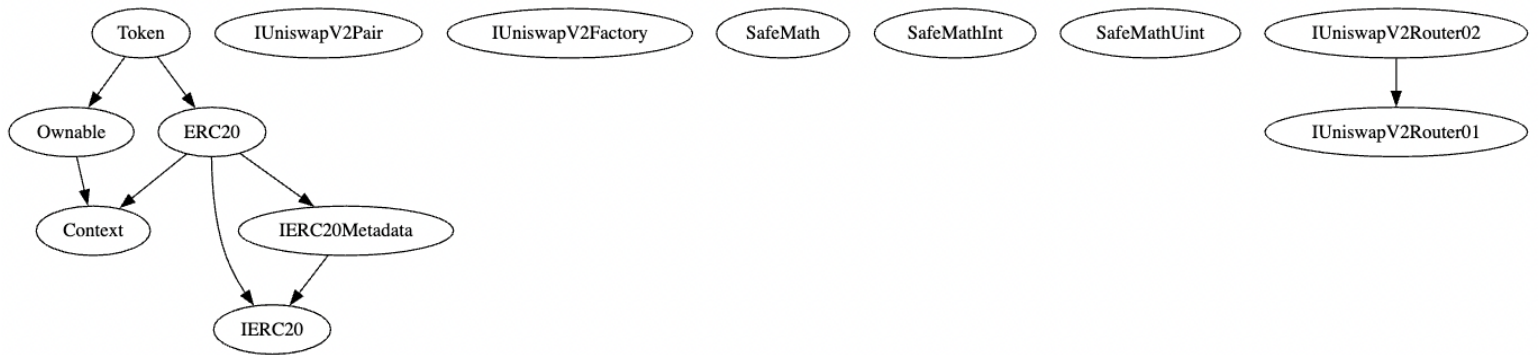 Token
IUniswapV2Pair
IUniswapV2Factory
SafeMath
SafeMathInt
SafeMathUint
IUniswapV2Router02
Ownable
ERC20
IUniswapV2Router01
Context
IERC20Metadata
IERC20